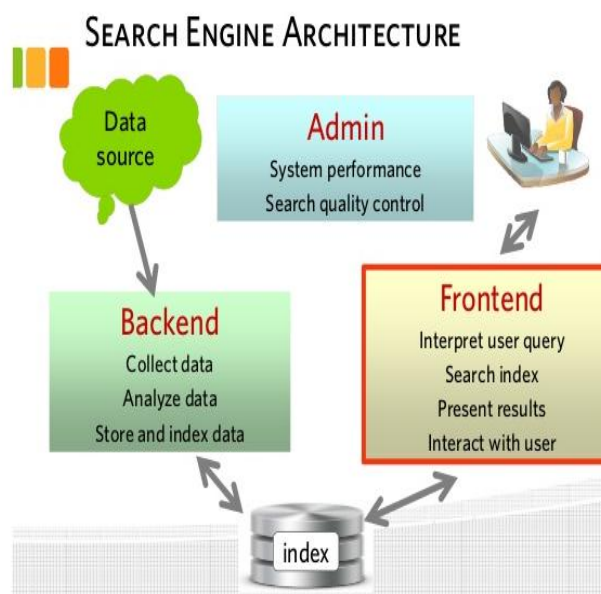 SEARCH ENGINE ARCHITECTURE
Data
source
Admin
System performance
Search quality control
Backend
Collect data
Analyze data
Store and index data
Frontend
Interpret user query
Search index
Present results
Interact with user
index